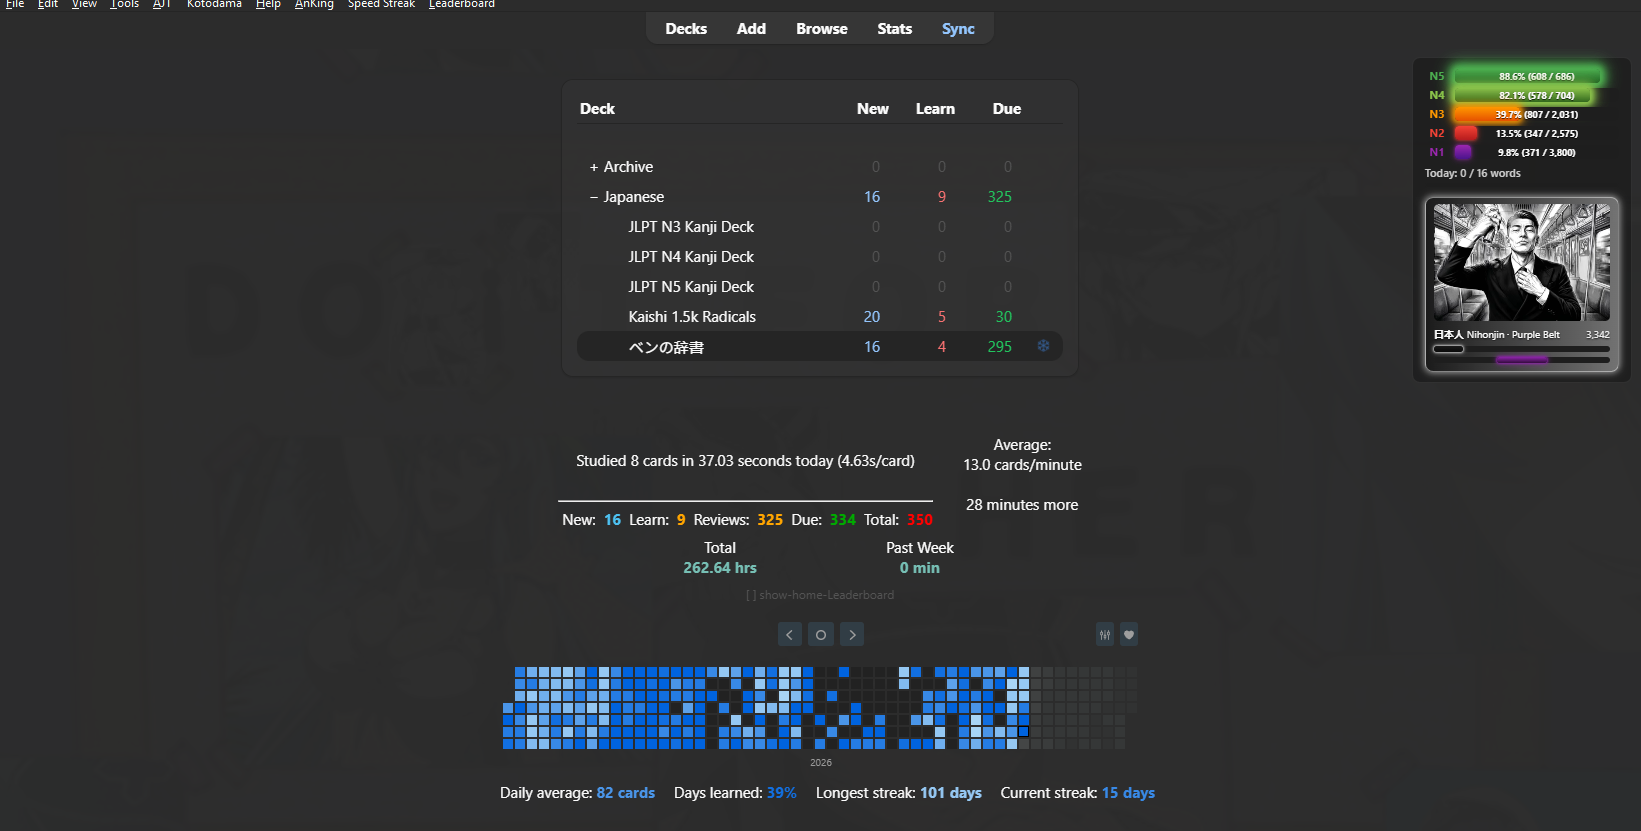 File Edit View Tools AJT Kotodama Help AnKing Speed Streak Leaderboard
Decks Add Browse Stats Sync
N5 88.6% (608 / 686)
N4 82.1% (578 / 704)
N3 39.7% (807 / 2,031)
N2 13.5% (347 / 2,575)
N1 9.8% (371 / 3,800)
Today: 0 / 16 words
日本人 Nihonjin · Purple Belt 3,342
Deck New Learn Due
+ Archive 0 0 0
− Japanese 16 9 325
JLPT N3 Kanji Deck 0 0 0
JLPT N4 Kanji Deck 0 0 0
JLPT N5 Kanji Deck 0 0 0
Kaishi 1.5k Radicals 20 5 30
ベンの辞書 16 4 295
Studied 8 cards in 37.03 seconds today (4.63s/card)
Average:
13.0 cards/minute
28 minutes more
New: 16 Learn: 9 Reviews: 325 Due: 334 Total: 350
Total Past Week
262.64 hrs 0 min
[ ] show-home-Leaderboard
2026
Daily average: 82 cards Days learned: 39% Longest streak: 101 days Current streak: 15 days